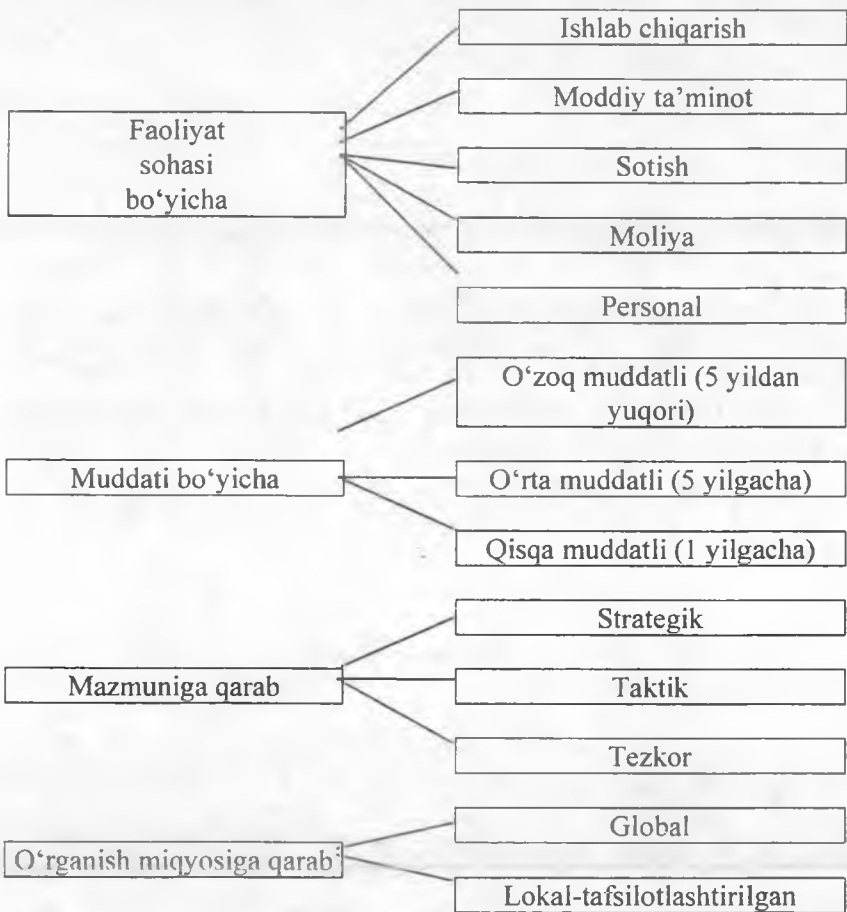 Faoliyat
sohasi
bo‘yicha
Ishlab chiqarish
Moddiy ta’minot
Sotish
Moliya
Personal
Muddati bo‘yicha
O‘zoq muddatli (5 yildan
yuqori)
O‘rta muddatli (5 yilgacha)
Qisqa muddatli (1 yilgacha)
Mazmuniga qarab
Strategik
Taktik
Tezkor
O‘rganish miqyosiga qarab
Global
Lokal-tafsilotlashtirilgan